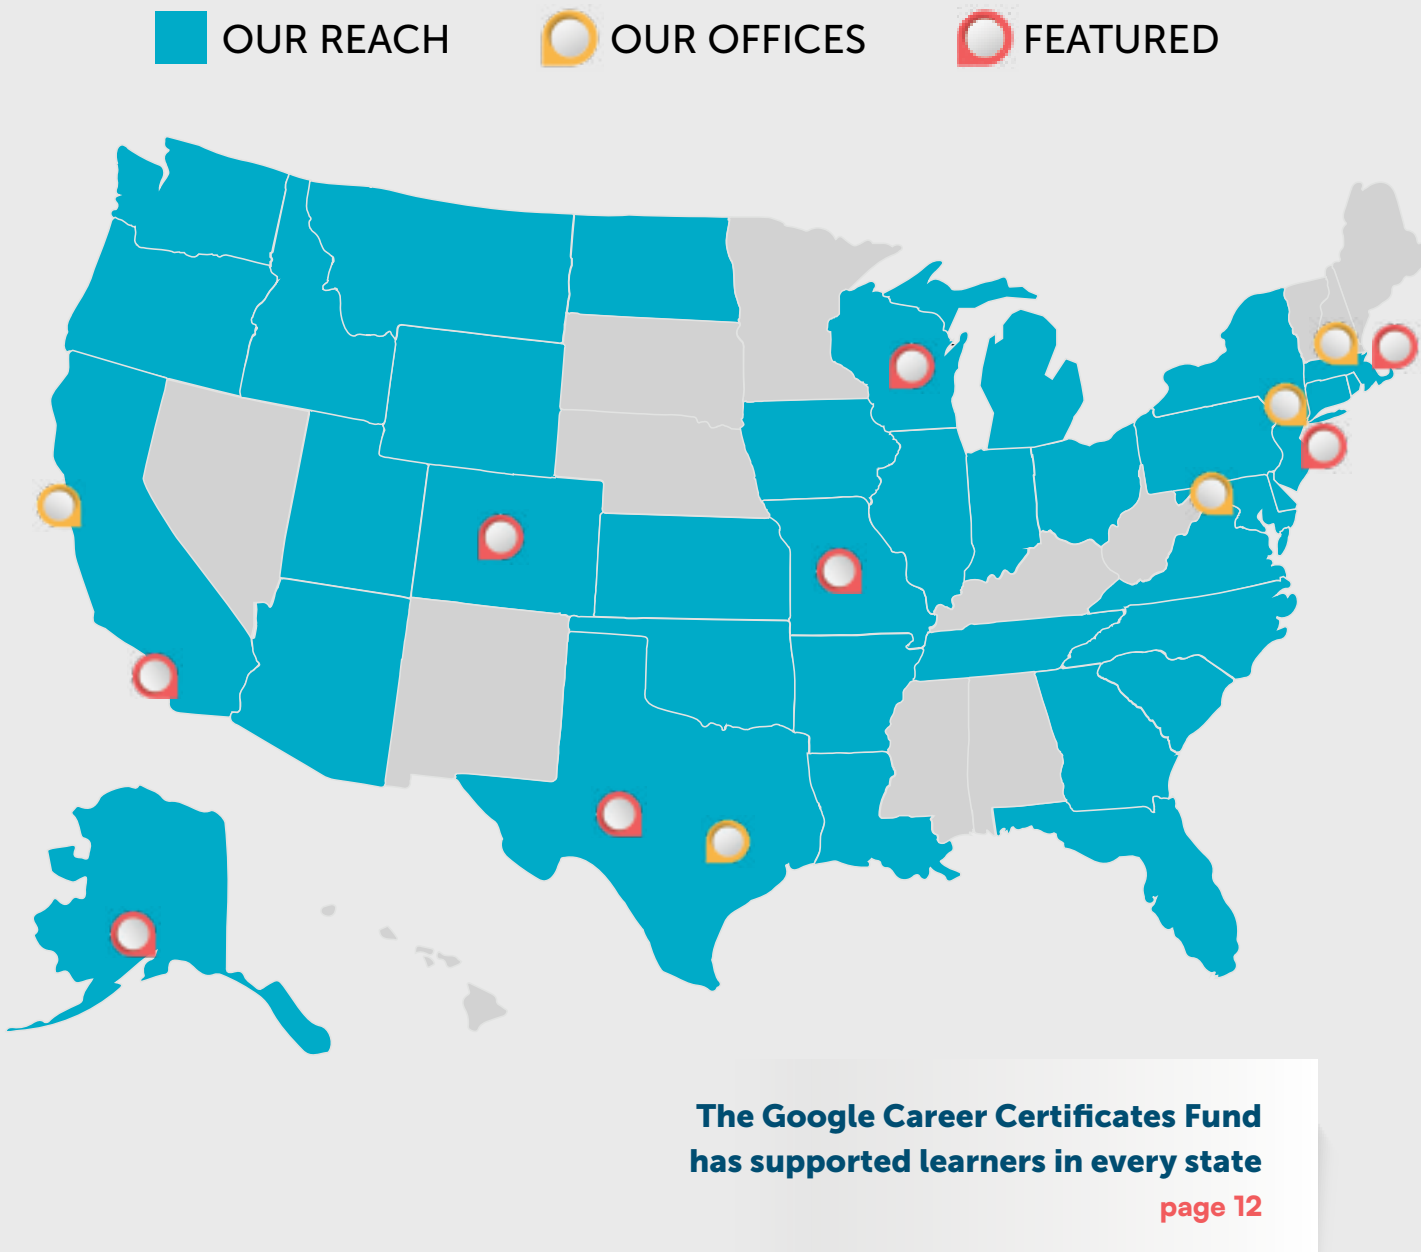 OUR REACH
OUR OFFICES
FEATURED
The Google Career Certificates Fund
has supported learners in every state
page 12